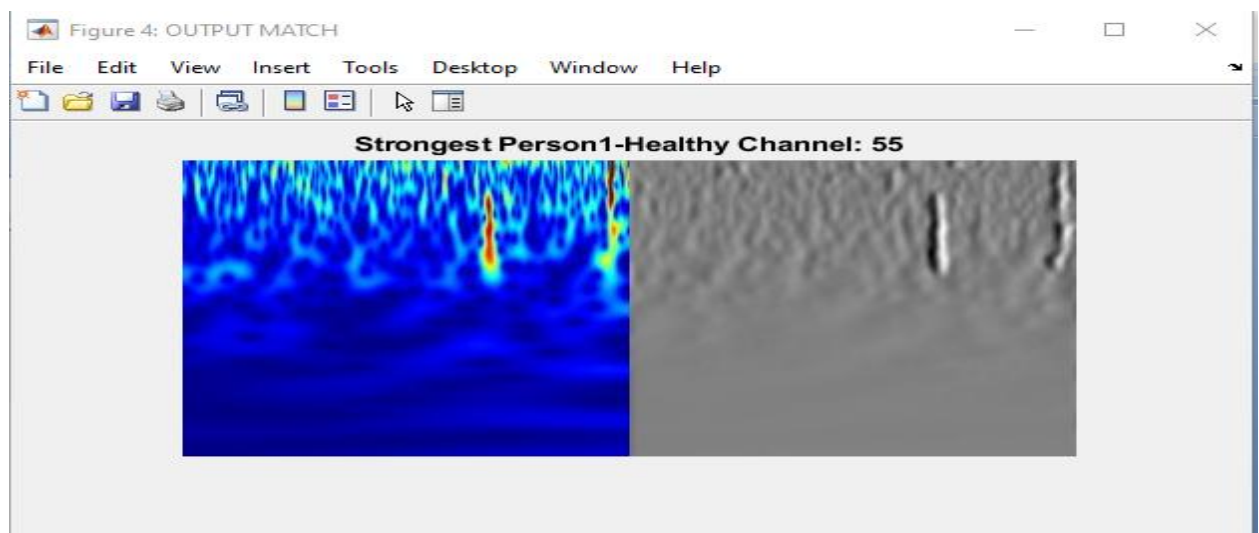 Figure 4: OUTPUT MATCH
File Edit View Insert Tools Desktop Window Help
Strongest Person1-Healthy Channel: 55